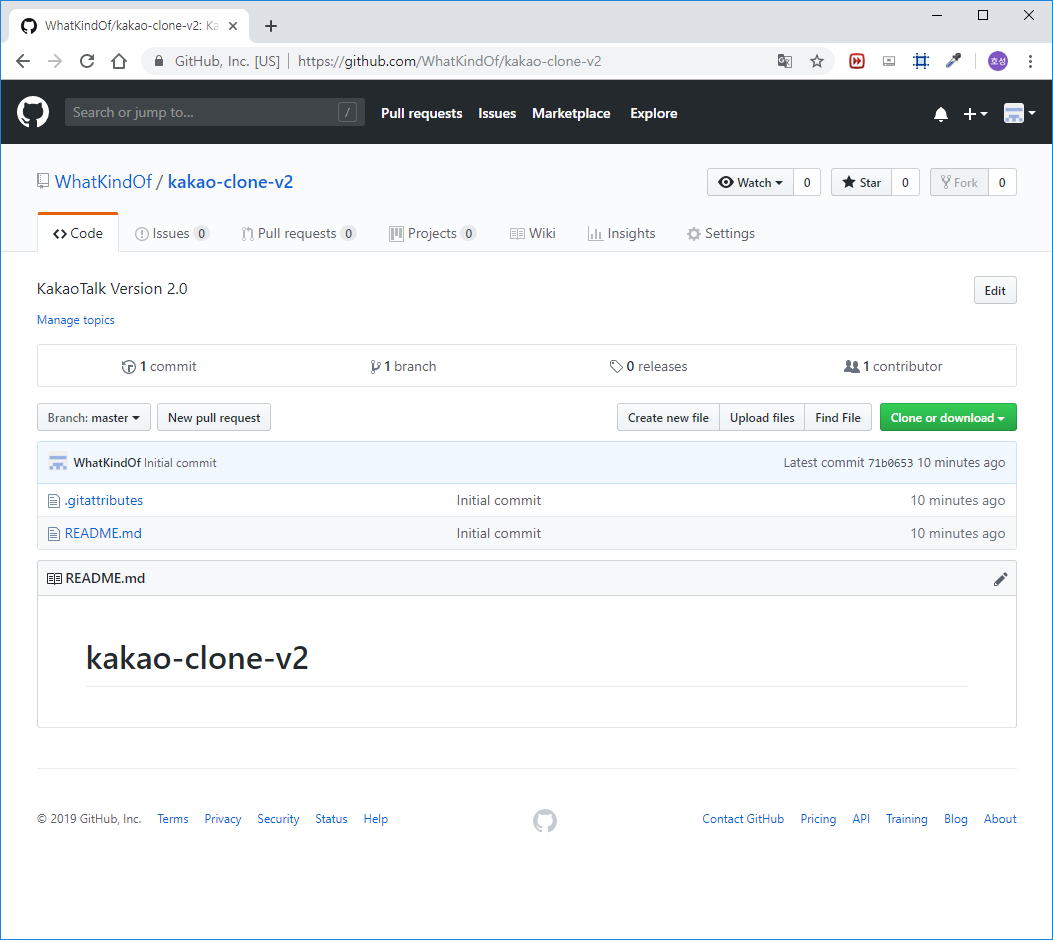 WhatKindOf/kakao-clone-v2: Ka
GitHub, Inc. [US] | https://github.com/WhatKindOf/kakao-clone-v2 호성
Search or jump to... / Pull requests Issues Marketplace Explore
WhatKindOf / kakao-clone-v2 Watch 0 Star 0 Fork 0
Code Issues 0 Pull requests 0 Projects 0 Wiki Insights Settings
KakaoTalk Version 2.0 Edit
Manage topics
1 commit 1 branch 0 releases 1 contributor
Branch: master New pull request Create new file Upload files Find File Clone or download
WhatKindOf Initial commit Latest commit 71b0653 10 minutes ago
.gitattributes Initial commit 10 minutes ago
README.md Initial commit 10 minutes ago
README.md
kakao-clone-v2
© 2019 GitHub, Inc. Terms Privacy Security Status Help Contact GitHub Pricing API Training Blog About